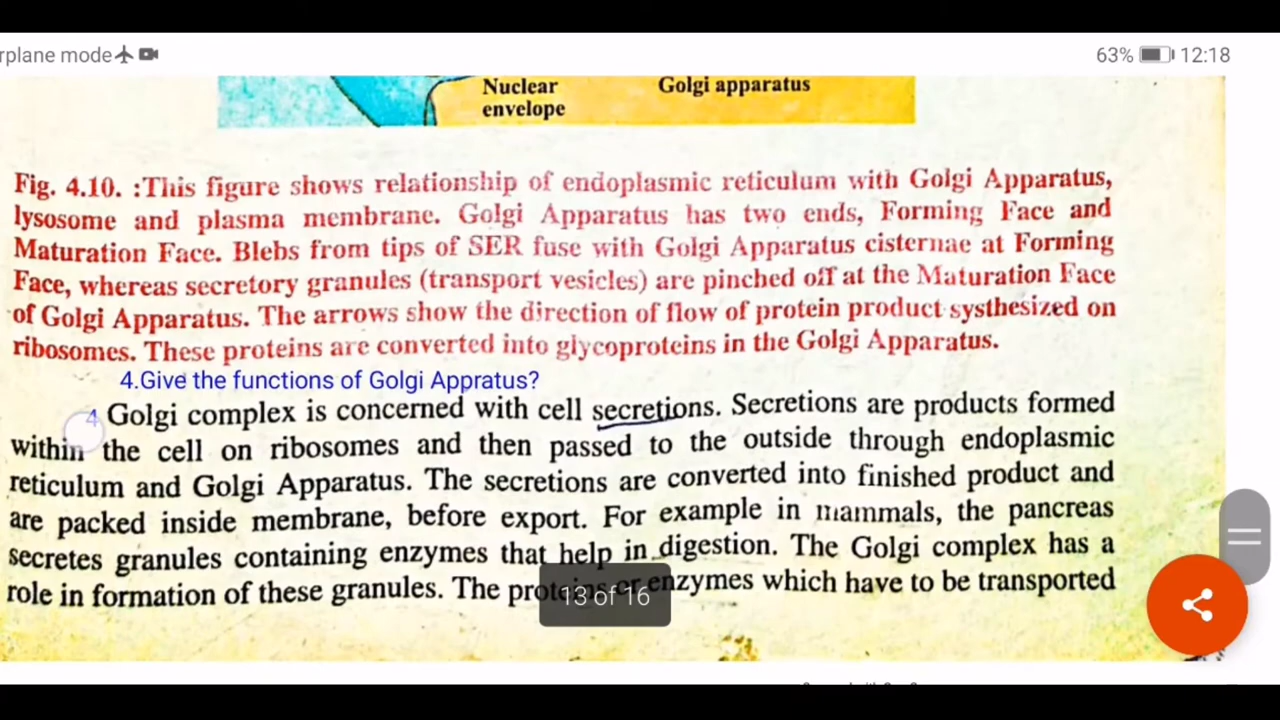 rplane mode
63% 12:18
Nuclear Golgi apparatus
envelope
Fig. 4.10. :This figure shows relationship of endoplasmic reticulum with Golgi Apparatus,
lysosome and plasma membrane. Golgi Apparatus has two ends, Forming Face and
Maturation Face. Blebs from tips of SER fuse with Golgi Apparatus cisternae at Forming
Face, whereas secretory granules (transport vesicles) are pinched off at the Maturation Face
of Golgi Apparatus. The arrows show the direction of flow of protein product systhesized on
ribosomes. These proteins are converted into glycoproteins in the Golgi Apparatus.
4.Give the functions of Golgi Appratus?
4 Golgi complex is concerned with cell secretions. Secretions are products formed
within the cell on ribosomes and then passed to the outside through endoplasmic
reticulum and Golgi Apparatus. The secretions are converted into finished product and
are packed inside membrane, before export. For example in mammals, the pancreas
secretes granules containing enzymes that help in digestion. The Golgi complex has a
role in formation of these granules. The proteins or enzymes which have to be transported
13 of 16